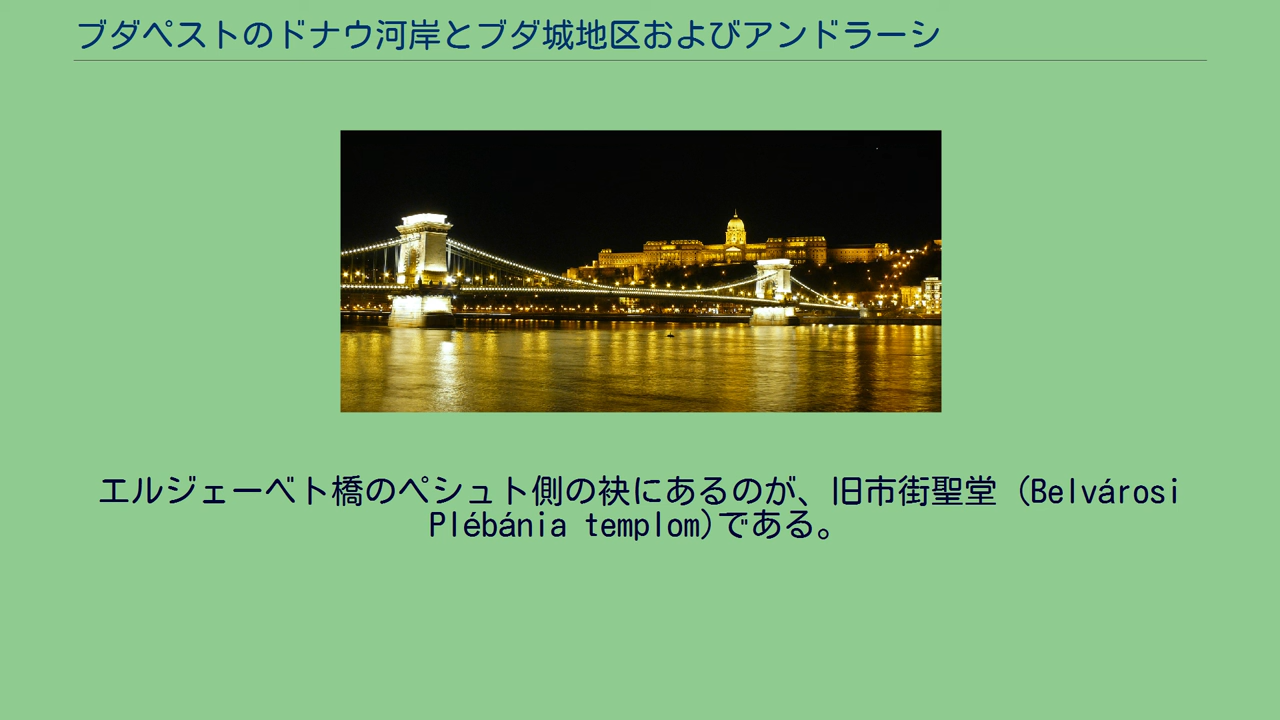 ブダペストのドナウ河岸とブダ城地区およびアンドラーシ
エルジェーベト橋のペシュト側の袂にあるのが、旧市街聖堂 (Belvárosi
Plébánia templom)である。